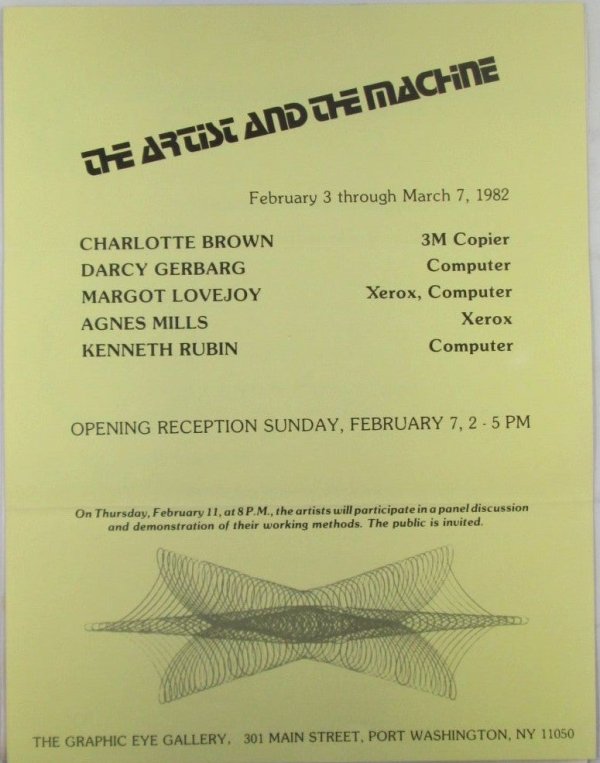 THE ARTIST AND THE MACHINE
February 3 through March 7, 1982
CHARLOTTE BROWN 3M Copier
DARCY GERBARG Computer
MARGOT LOVEJOY Xerox, Computer
AGNES MILLS Xerox
KENNETH RUBIN Computer
OPENING RECEPTION SUNDAY, FEBRUARY 7, 2 - 5 PM
On Thursday, February 11, at 8 P.M., the artists will participate in a panel discussion
and demonstration of their working methods. The public is invited.
THE GRAPHIC EYE GALLERY, 301 MAIN STREET, PORT WASHINGTON, NY 11050